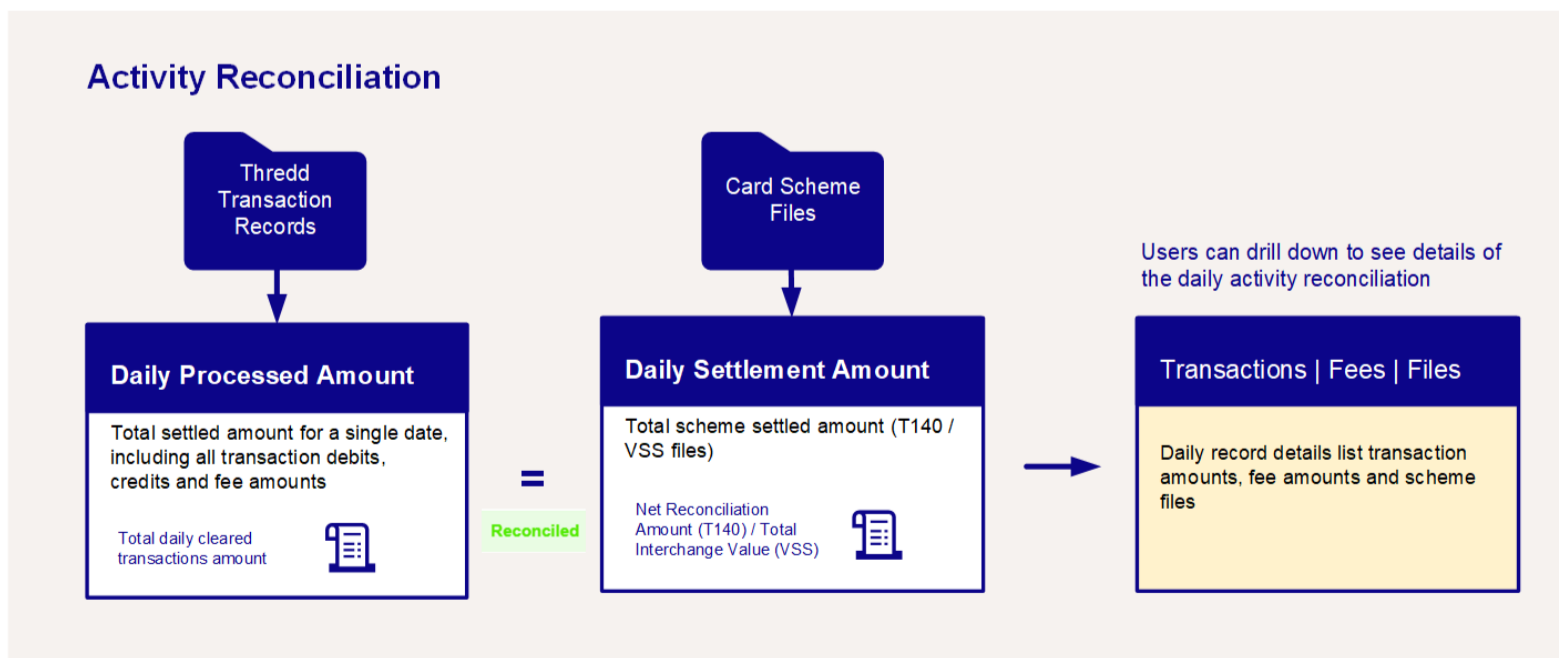 Activity Reconciliation
Thredd
Transaction
Records
Card Scheme
Files
Users can drill down to see details of
the daily activity reconciliation
Daily Processed Amount
Total settled amount for a single date,
including all transaction debits,
credits and fee amounts
Total daily cleared
transactions amount
=
Reconciled
Daily Settlement Amount
Total scheme settled amount (T140 /
VSS files)
Net Reconciliation
Amount (T140) / Total
Interchange Value (VSS)
Transactions | Fees | Files
Daily record details list transaction
amounts, fee amounts and scheme
files